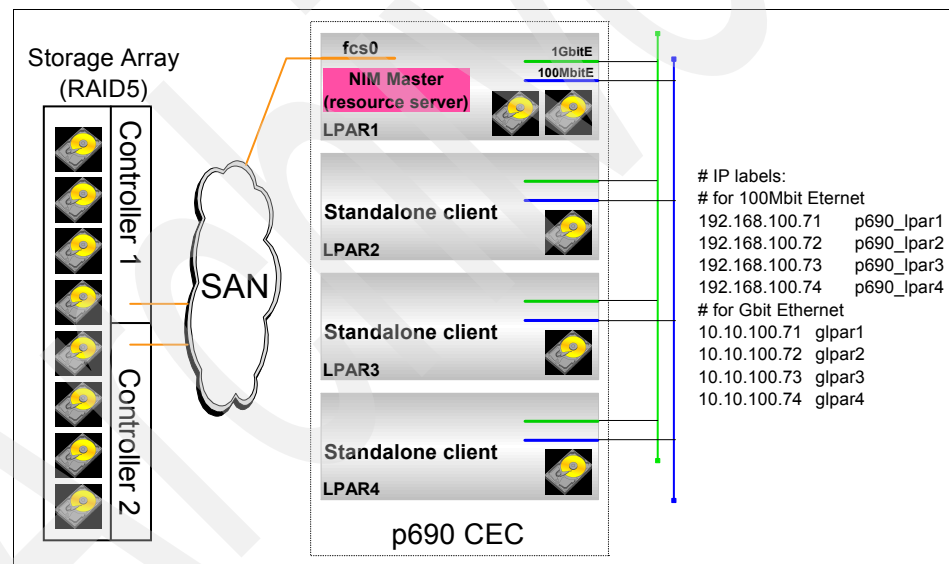 Storage Array
(RAID5)
Controller 1
Controller 2
SAN
fcs0
1GbitE
100MbitE
NIM Master
(resource server)
LPAR1
Standalone client
LPAR2
Standalone client
LPAR3
Standalone client
LPAR4
p690 CEC
# IP labels:
# for 100Mbit Eternet
192.168.100.71 p690_lpar1
192.168.100.72 p690_lpar2
192.168.100.73 p690_lpar3
192.168.100.74 p690_lpar4
# for Gbit Ethernet
10.10.100.71 glpar1
10.10.100.72 glpar2
10.10.100.73 glpar3
10.10.100.74 glpar4